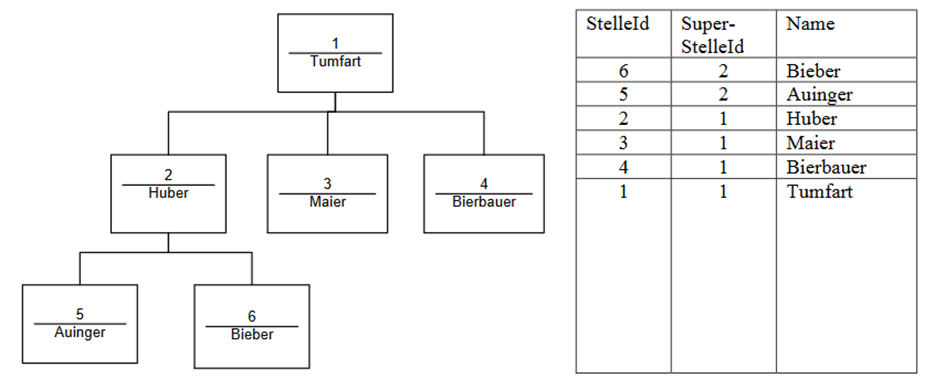 1
Tumfart
2
Huber
3
Maier
4
Bierbauer
5
Auinger
6
Bieber
StelleId Super- Name
StelleId
6 2 Bieber
5 2 Auinger
2 1 Huber
3 1 Maier
4 1 Bierbauer
1 1 Tumfart